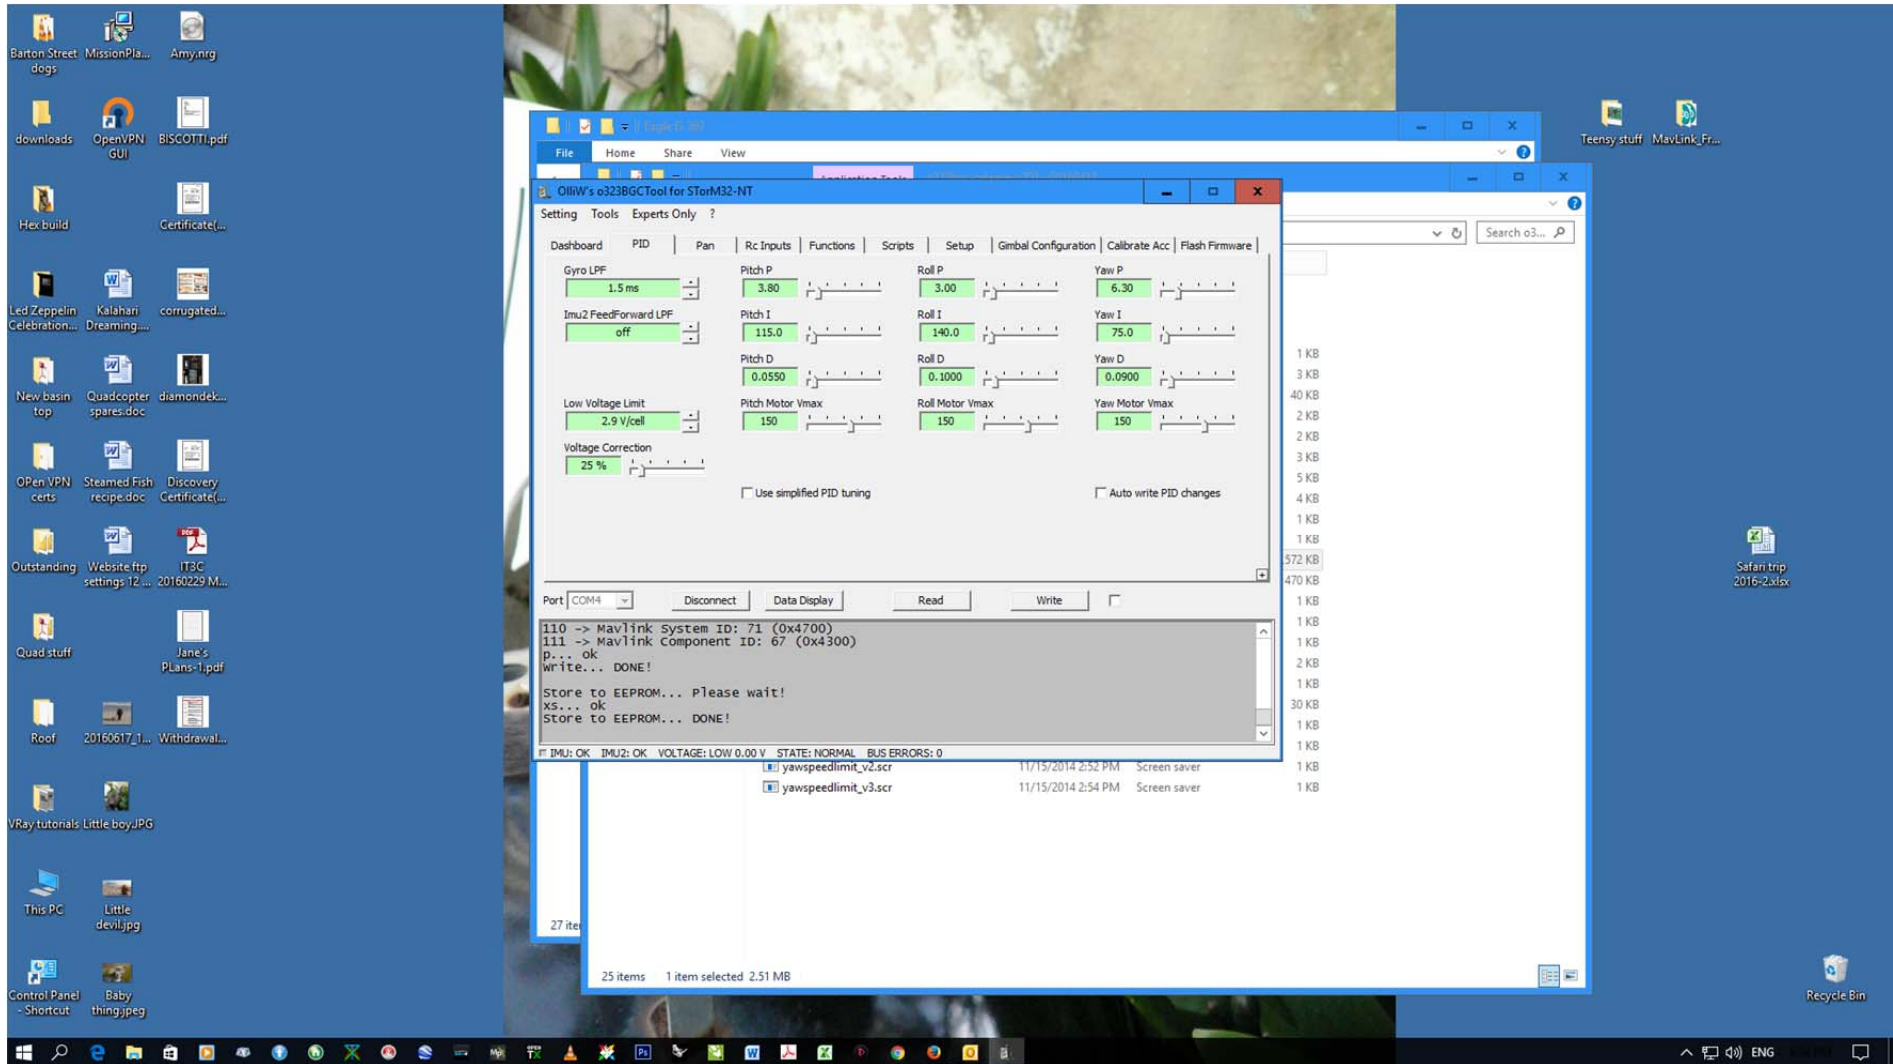 Barton Street
dogs
MissionPla...
Amy.nrg
downloads
OpenVPN
GUI
BISCOTTI.pdf
Hex build
Certificate(...
Led Zeppelin
Celebration...
Kalahari
Dreaming....
corrugated...
New basin
top
Quadcopter
spares.doc
diamondek...
OPen VPN
certs
Steamed Fish
recipe.doc
Discovery
Certificate(...
Outstanding
Website ftp
settings 12 ...
IT3C
20160229 M...
Quad stuff
Jane's
PLans-1.pdf
Roof
20160617_1...
Withdrawal...
VRay tutorials
Little boy.JPG
This PC
Little
devil.jpg
Control Panel
- Shortcut
Baby
thing.jpeg
Teensy stuff
MavLink_Fr...
Safari trip
2016-2.xlsx
Recycle Bin
File Home Share View
Search o3...
OlliW's o323BGCTool for STorM32-NT
Setting Tools Experts Only ?
Dashboard PID Pan Rc Inputs Functions Scripts Setup Gimbal Configuration Calibrate Acc Flash Firmware
Gyro LPF Pitch P Roll P Yaw P
1.5 ms 3.80 3.00 6.30
Imu2 FeedForward LPF Pitch I Roll I Yaw I
off 115.0 140.0 75.0
Pitch D Roll D Yaw D
0.0550 0.1000 0.0900
Low Voltage Limit Pitch Motor Vmax Roll Motor Vmax Yaw Motor Vmax
2.9 V/cell 150 150 150
Voltage Correction
25 %
Use simplified PID tuning Auto write PID changes
Port COM4 Disconnect Data Display Read Write
110 -> Mavlink System ID: 71 (0x4700)
111 -> Mavlink Component ID: 67 (0x4300)
p... ok
Write... DONE!
Store to EEPROM... Please wait!
xs... ok
Store to EEPROM... DONE!
IMU: OK IMU2: OK VOLTAGE: LOW 0.00 V STATE: NORMAL BUS ERRORS: 0
1 KB
3 KB
40 KB
2 KB
2 KB
3 KB
5 KB
4 KB
1 KB
1 KB
572 KB
470 KB
1 KB
1 KB
1 KB
2 KB
1 KB
30 KB
1 KB
1 KB
yawspeedlimit_v2.scr 11/15/2014 2:52 PM Screen saver 1 KB
yawspeedlimit_v3.scr 11/15/2014 2:54 PM Screen saver 1 KB
27 ite
25 items 1 item selected 2.51 MB
ENG